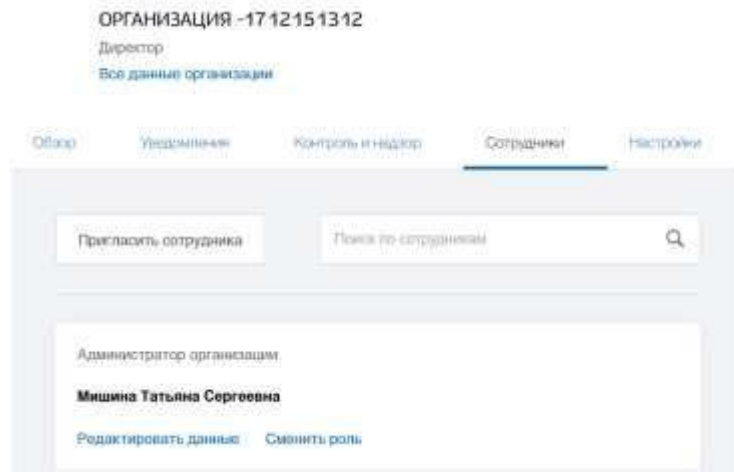 ОРГАНИЗАЦИЯ -1712151312
Директор
Все данные организации
Обзор Уведомления Контроль и надзор Сотрудники Настройки
Пригласить сотрудника Поиск по сотрудникам
Администратор организации
Мишина Татьяна Сергеевна
Редактировать данные Сменить роль